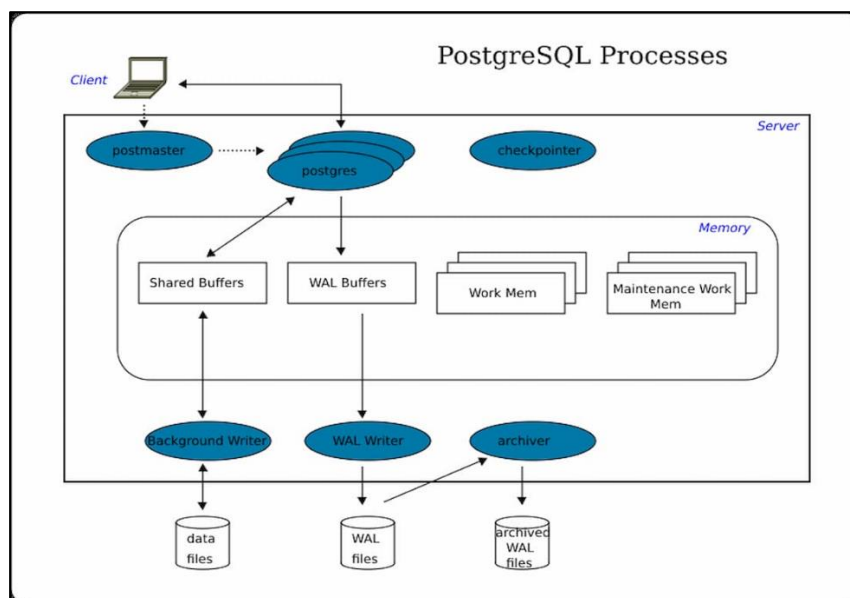 PostgreSQL Processes
Client
Server
postmaster
postgres
checkpointer
Memory
Shared Buffers
WAL Buffers
Work Mem
Maintenance Work
Mem
Background Writer
WAL Writer
archiver
data
files
WAL
files
archived
WAL
files